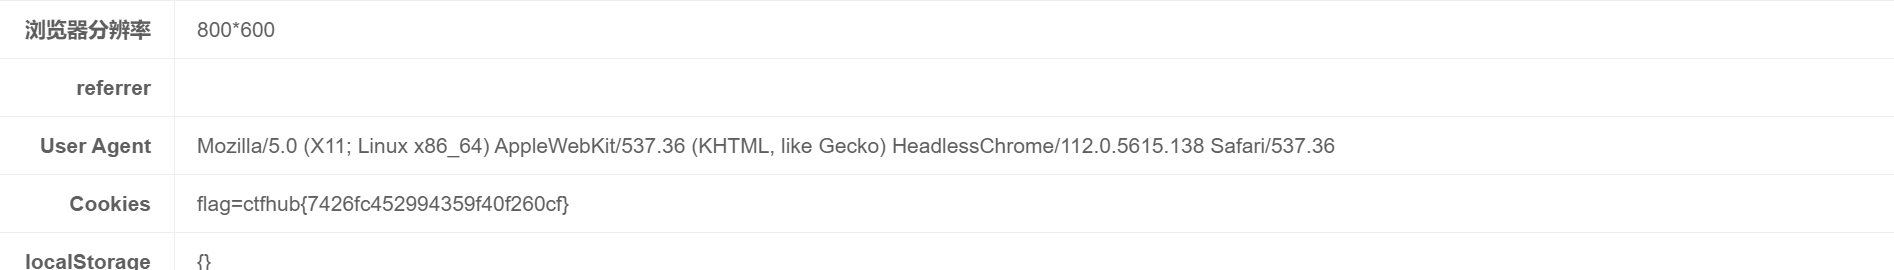 浏览器分辨率 800*600
referrer
User Agent Mozilla/5.0 (X11; Linux x86_64) AppleWebKit/537.36 (KHTML, like Gecko) HeadlessChrome/112.0.5615.138 Safari/537.36
Cookies flag=ctfhub{7426fc452994359f40f260cf}
localStorage {}